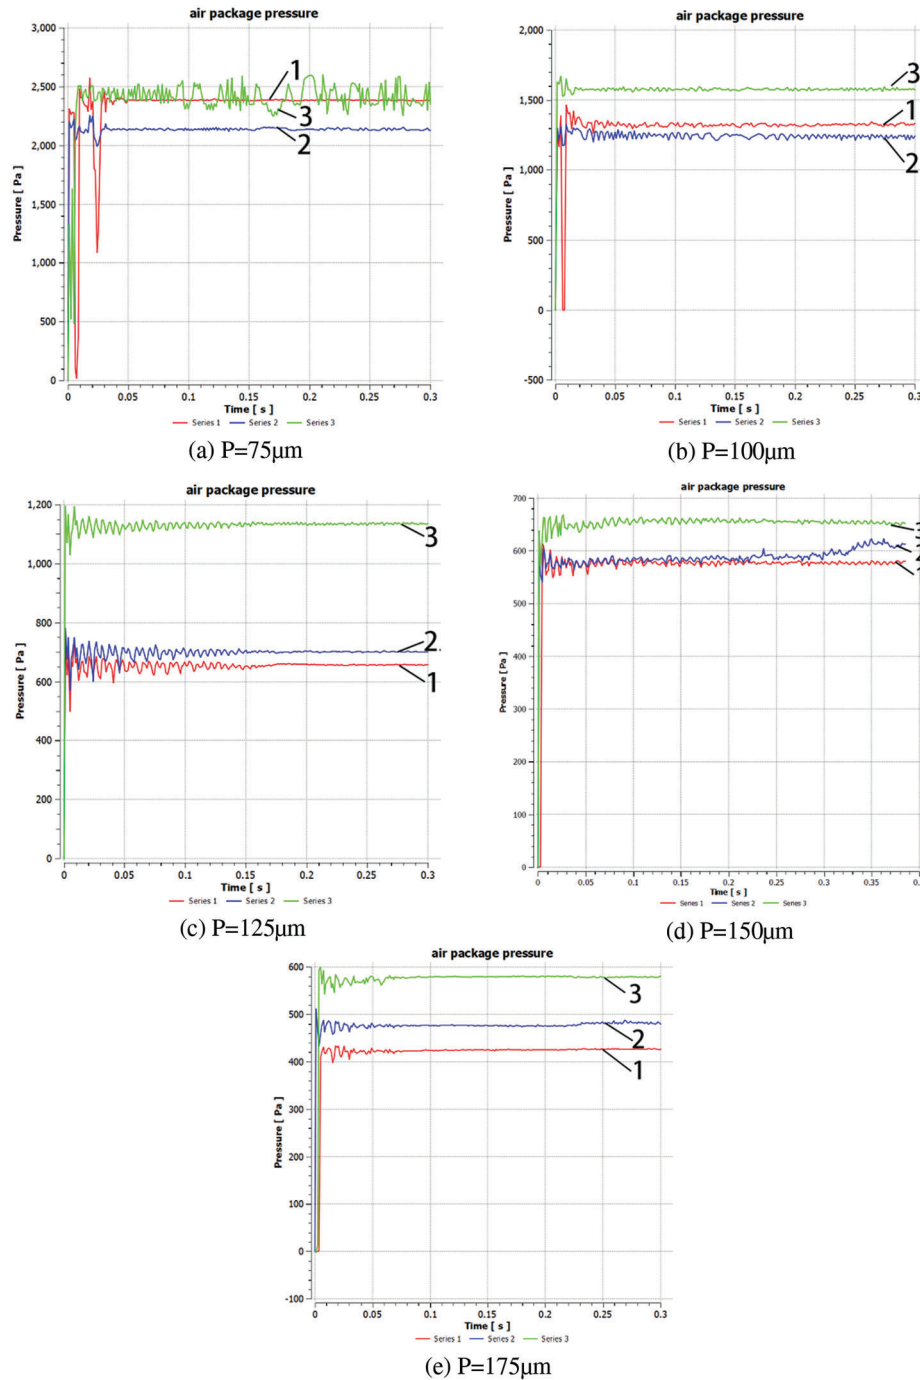 air package pressure
3,000
2,500
2,000
1,500
1,000
500
0
Pressure [ Pa ]
1
3
2
0 0.05 0.1 0.15 0.2 0.25 0.3
Time [ s ]
Series 1 Series 2 Series 3
(a) P=75μm
air package pressure
2,000
1,500
1,000
500
0
-500
Pressure [ Pa ]
3
1
2
0 0.05 0.1 0.15 0.2 0.25 0.3
Time [ s ]
Series 1 Series 2 Series 3
(b) P=100μm
air package pressure
1,200
1,000
800
600
400
200
0
Pressure [ Pa ]
3
2
1
0 0.05 0.1 0.15 0.2 0.25 0.3
Time [ s ]
Series 1 Series 2 Series 3
(c) P=125μm
air package pressure
700
600
500
400
300
200
100
0
Pressure [ Pa ]
0 0.05 0.1 0.15 0.2 0.25 0.3 0.35
Time [ s ]
Series 1 Series 2 Series 3
(d) P=150μm
air package pressure
600
500
400
300
200
100
0
-100
Pressure [ Pa ]
3
2
1
0 0.05 0.1 0.15 0.2 0.25 0.3
Time [ s ]
Series 1 Series 2 Series 3
(e) P=175μm